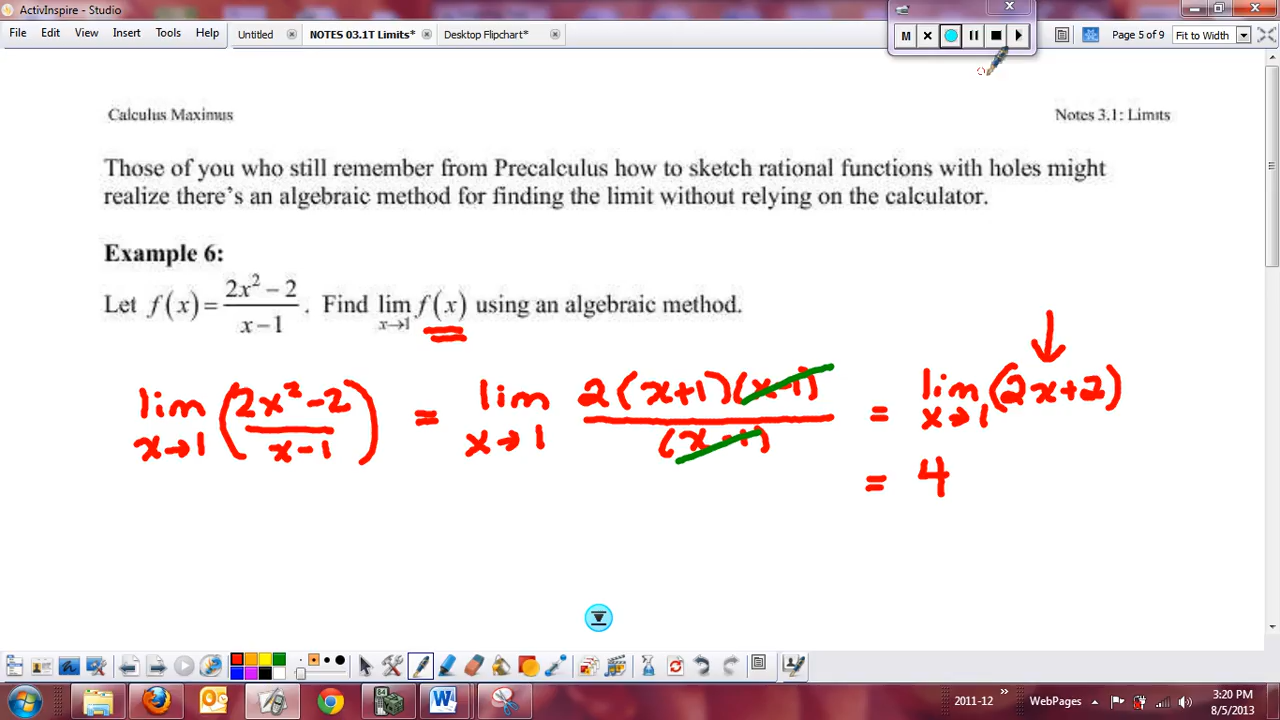 ActivInspire - Studio
File Edit View Insert Tools Help Untitled NOTES 03.1T Limits* Desktop Flipchart* M Page 5 of 9 Fit to Width
Calculus Maximus Notes 3.1: Limits
Those of you who still remember from Precalculus how to sketch rational functions with holes might
realize there's an algebraic method for finding the limit without relying on the calculator.
Example 6:
Let f(x) = (2x² − 2)/(x − 1). Find lim x→1 f(x) using an algebraic method.
lim x→1 ((2x²−2)/(x−1)) = lim x→1 2(x+1)(x−1)/(x−1) = lim x→1 (2x+2)
= 4
2011-12 » WebPages 3:20 PM
8/5/2013